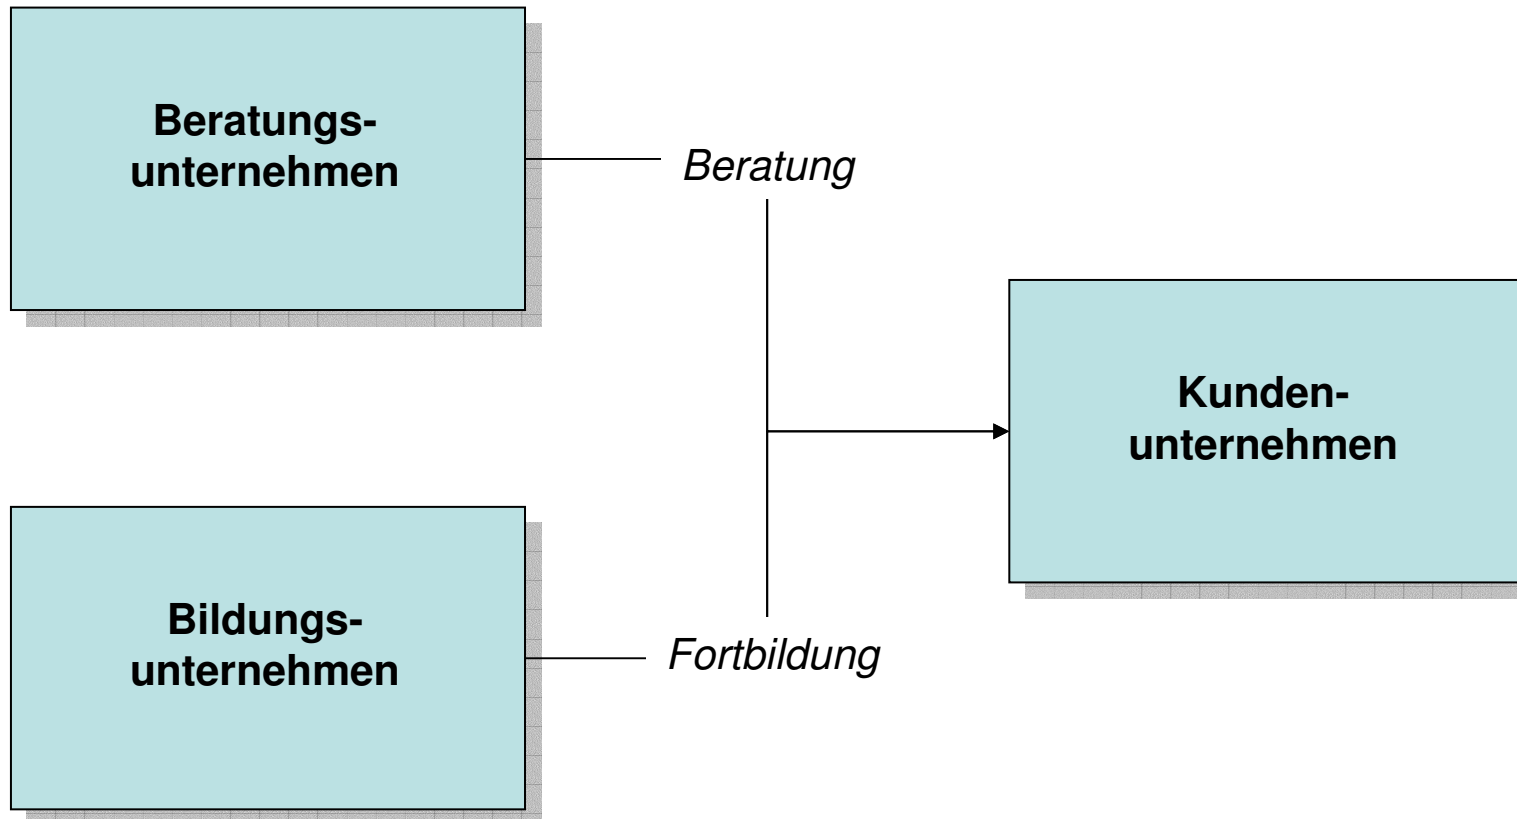 Beratungs-
unternehmen
Beratung
Kunden-
unternehmen
Bildungs-
unternehmen
Fortbildung